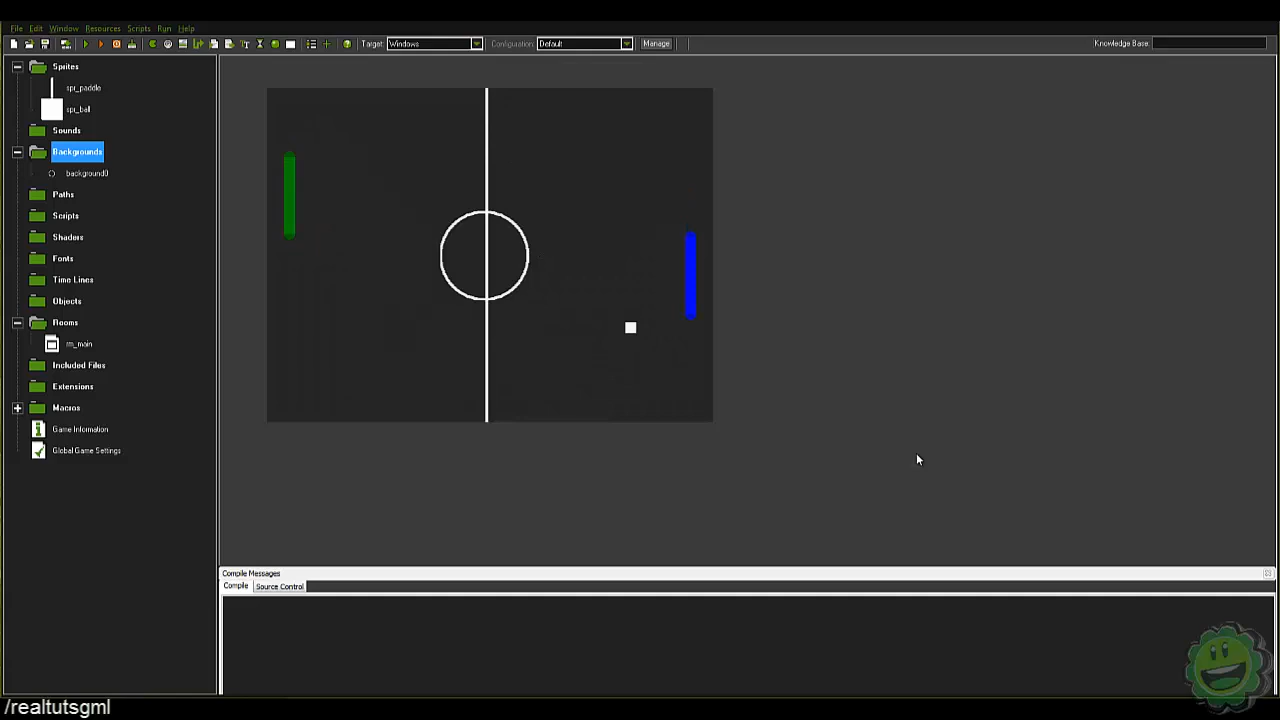 File Edit Window Resources Scripts Run Help
Target: Windows Configuration: Default Manage Knowledge Base:
Sprites
spr_paddle
spr_ball
Sounds
Backgrounds
background0
Paths
Scripts
Shaders
Fonts
Time Lines
Objects
Rooms
rm_main
Included Files
Extensions
Macros
Game Information
Global Game Settings
Compile Messages
Compile Source Control
/realtutsgml